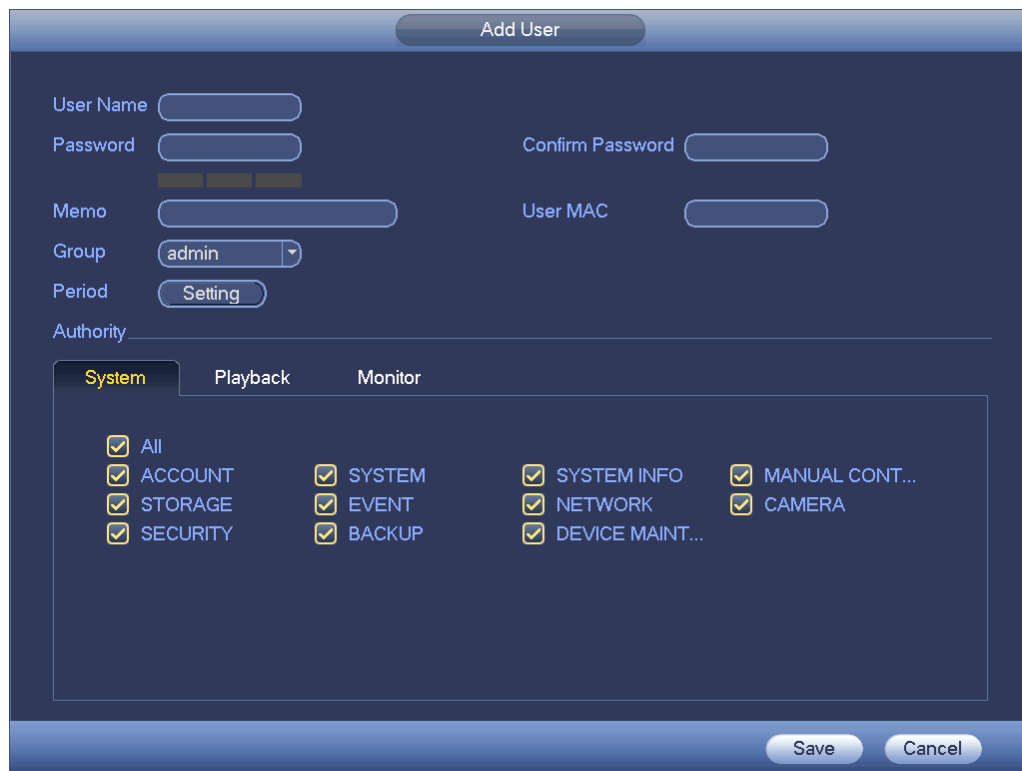 Add User
User Name
Password
Confirm Password
Memo
User MAC
Group
admin
Period
Setting
Authority
System
Playback
Monitor
All
ACCOUNT
SYSTEM
SYSTEM INFO
MANUAL CONT...
STORAGE
EVENT
NETWORK
CAMERA
SECURITY
BACKUP
DEVICE MAINT...
Save
Cancel